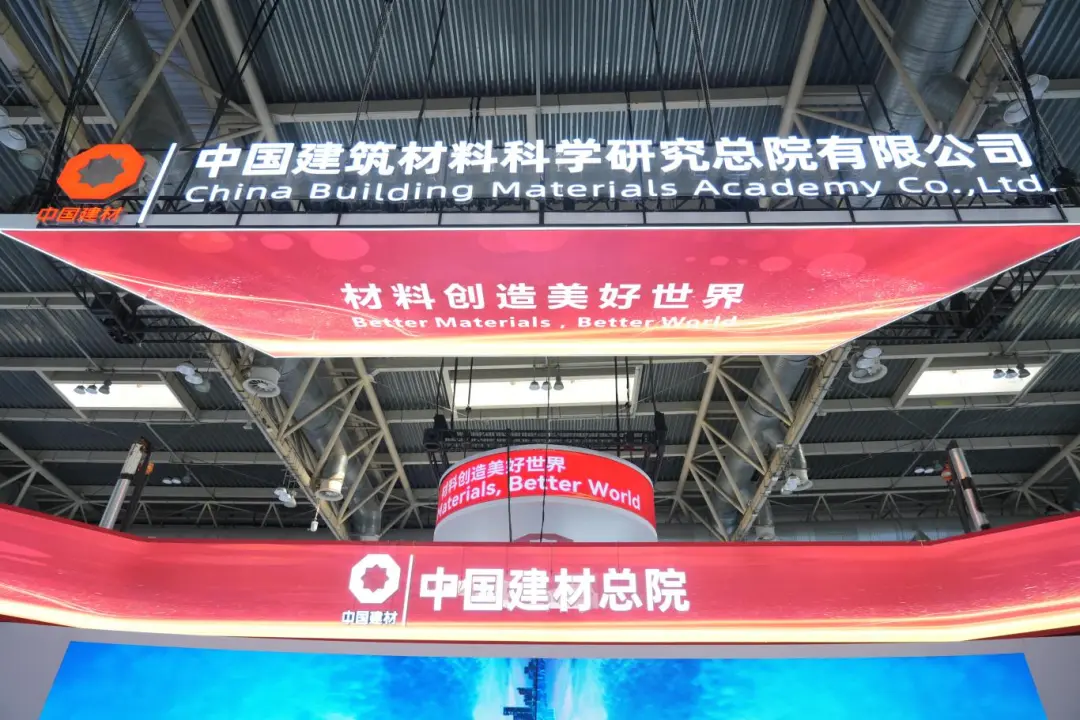 中国建筑材料科学研究总院有限公司
China Building Materials Academy Co.,Ltd.
中国建材
材料创造美好世界
Better Materials , Better World
材料创造美好世界
Materials, Better World
中国建材
中国建材总院